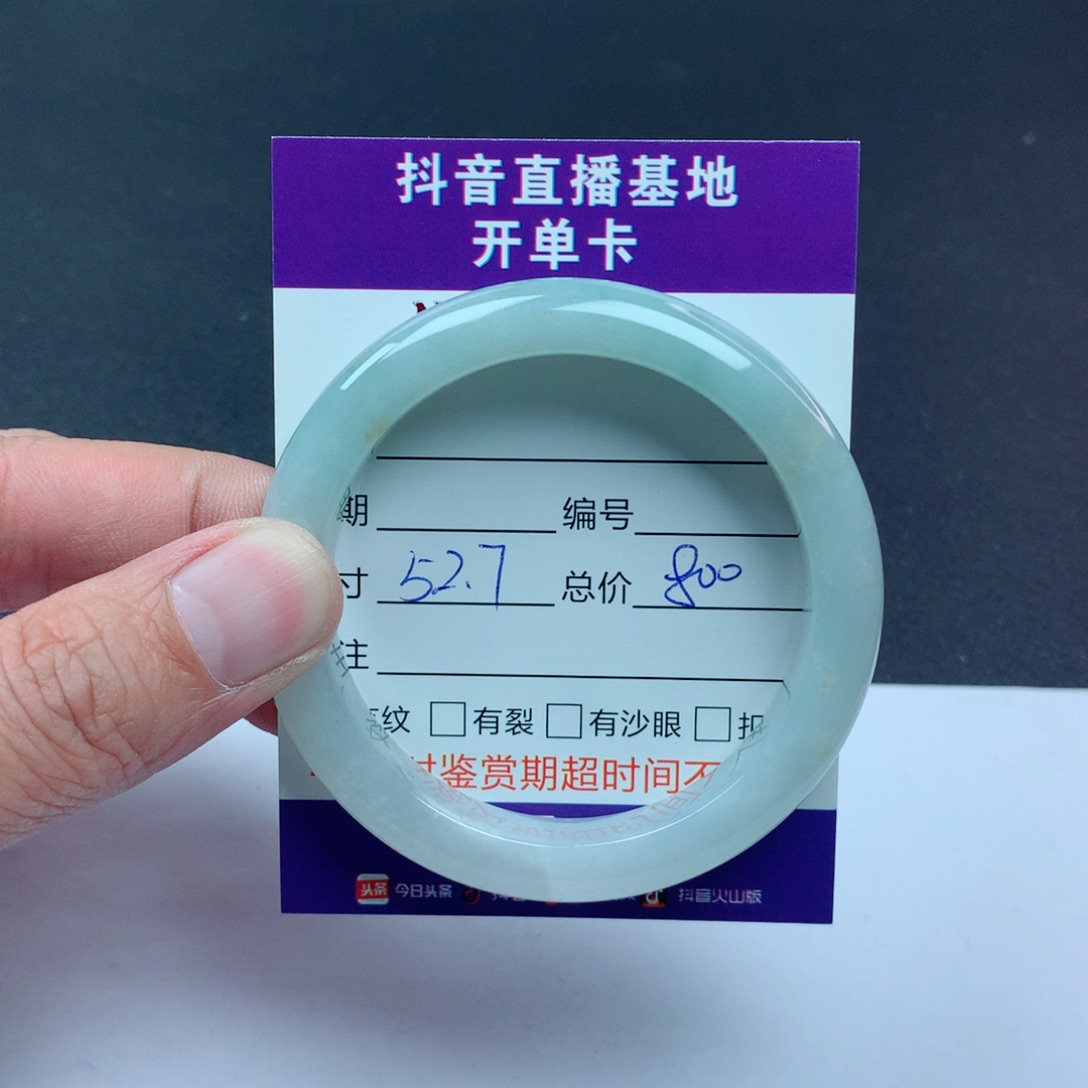 抖音直播基地
开单卡
期 编号
寸 52.7 总价 800
注
纹 □有裂 □有沙眼 □
鉴赏期超时间不
头条 今日头条 抖音火山版